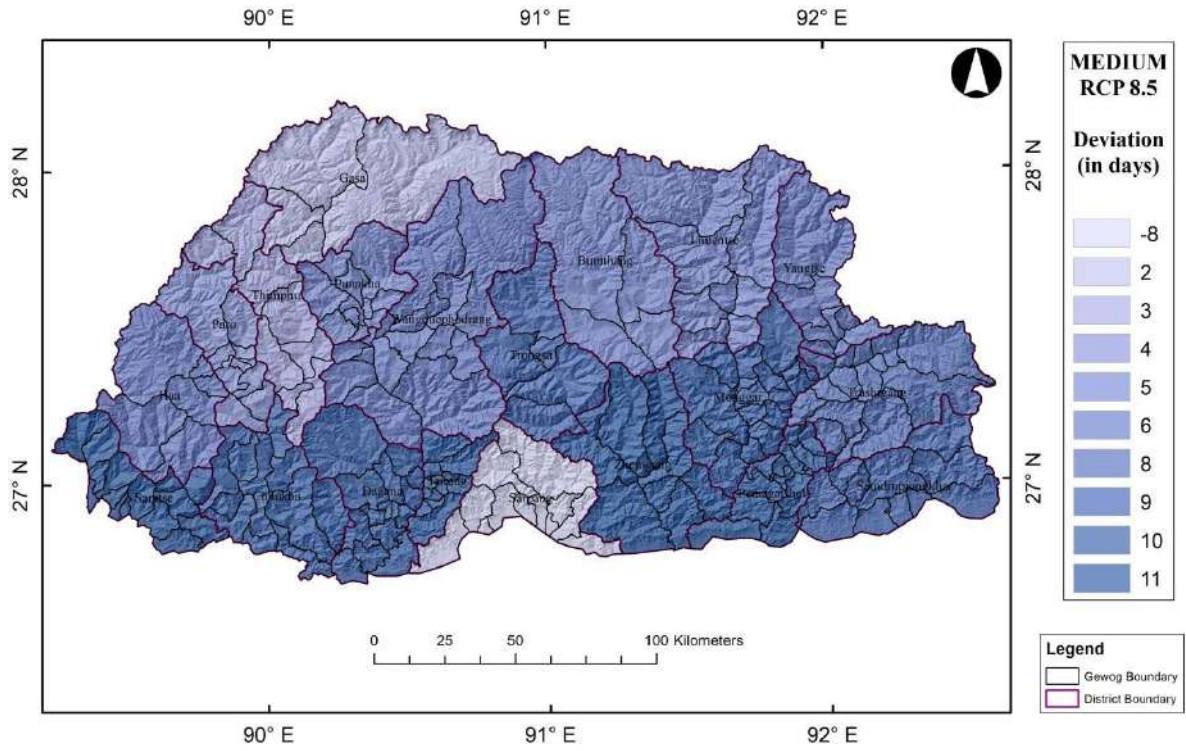 90° E
91° E
92° E
28° N
28° N
27° N
27° N
MEDIUM
RCP 8.5
Deviation
(in days)
-8
2
3
4
5
6
8
9
10
11
Gasa
Punakha
Thimphu
Paro
Haa
Wangduephodrang
Bumthang
Lhuentse
Yangtse
Trongsa
Monggar
Trashigang
Samtse
Chukha
Dagana
Tsirang
Sarpang
Zhemgang
Pemagatshel
Samdrupjongkhar
0 25 50 100 Kilometers
Legend
Gewog Boundary
District Boundary
90° E
91° E
92° E